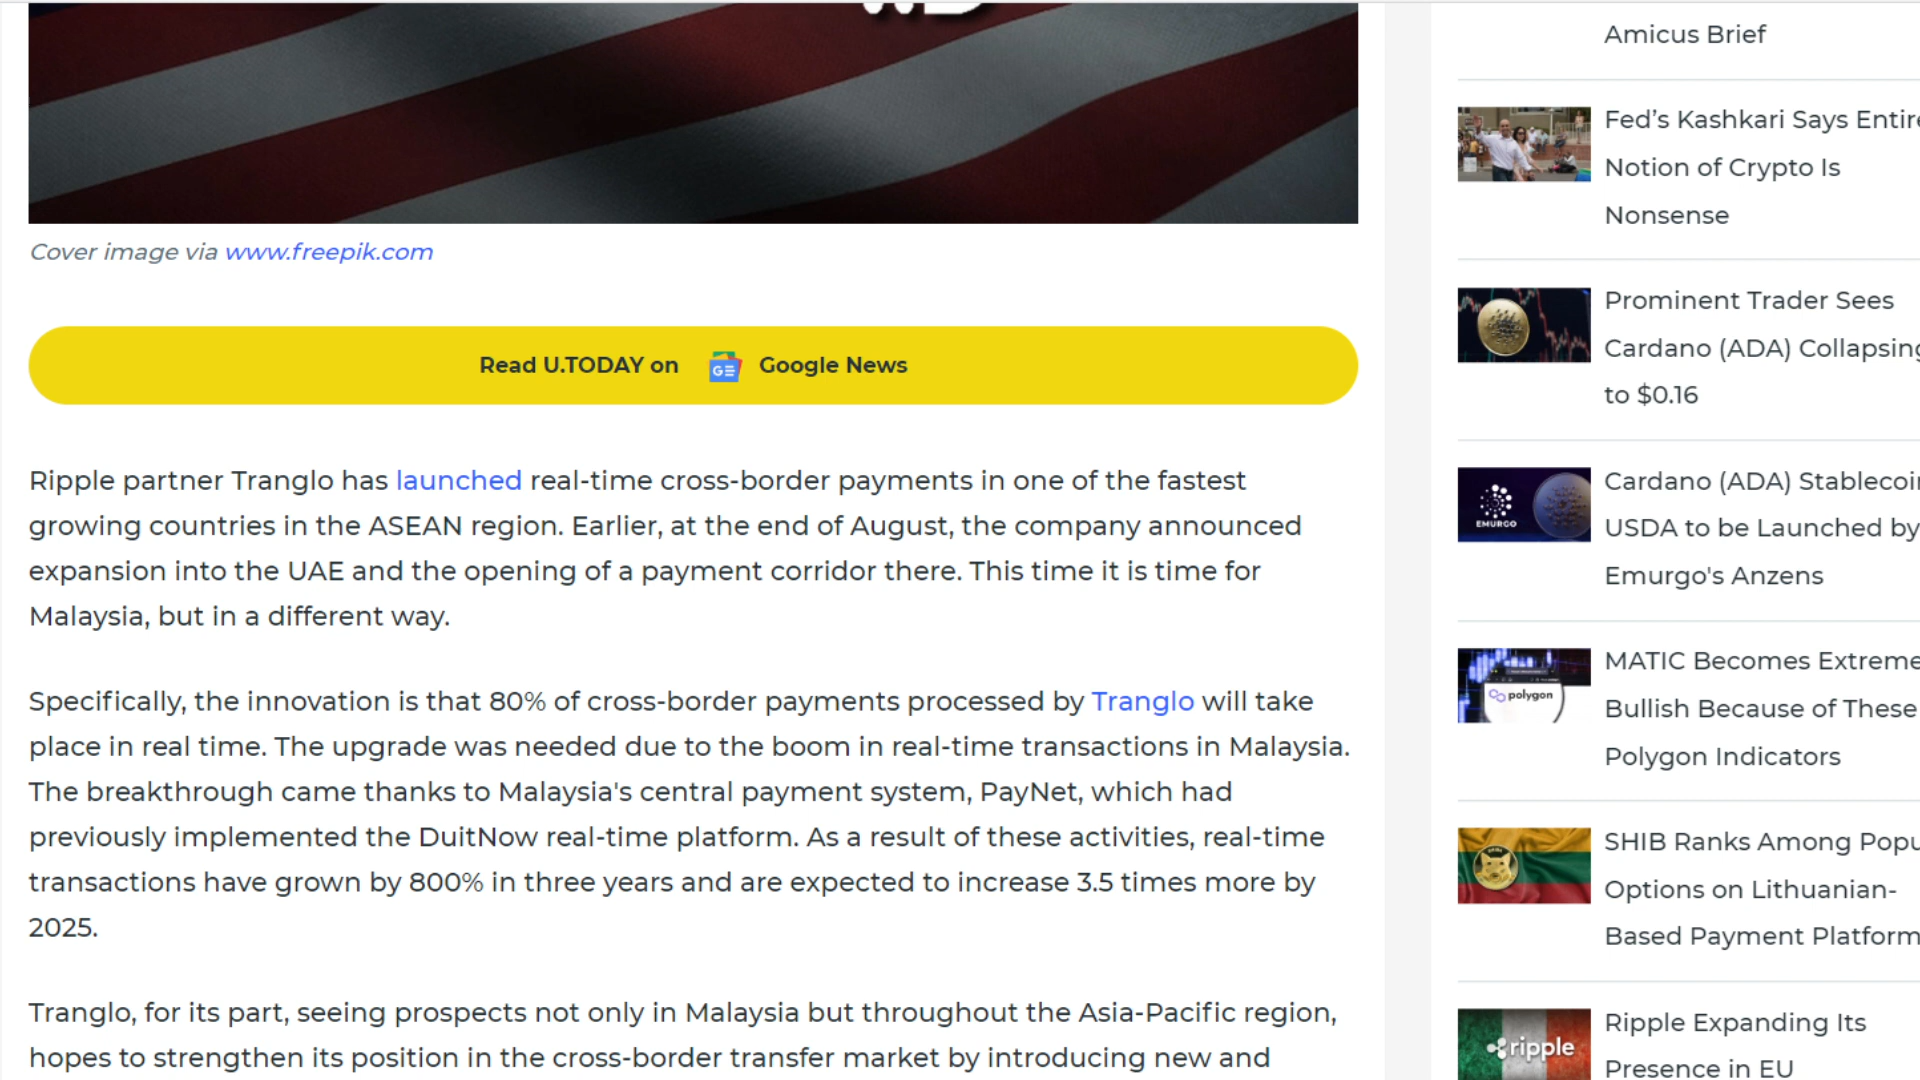 Cover image via www.freepik.com
Read U.TODAY on Google News
Ripple partner Tranglo has launched real-time cross-border payments in one of the fastest
growing countries in the ASEAN region. Earlier, at the end of August, the company announced
expansion into the UAE and the opening of a payment corridor there. This time it is time for
Malaysia, but in a different way.
Specifically, the innovation is that 80% of cross-border payments processed by Tranglo will take
place in real time. The upgrade was needed due to the boom in real-time transactions in Malaysia.
The breakthrough came thanks to Malaysia's central payment system, PayNet, which had
previously implemented the DuitNow real-time platform. As a result of these activities, real-time
transactions have grown by 800% in three years and are expected to increase 3.5 times more by
2025.
Tranglo, for its part, seeing prospects not only in Malaysia but throughout the Asia-Pacific region,
hopes to strengthen its position in the cross-border transfer market by introducing new and
Amicus Brief
Fed’s Kashkari Says Entire
Notion of Crypto Is
Nonsense
Prominent Trader Sees
Cardano (ADA) Collapsing
to $0.16
EMURGO
Cardano (ADA) Stablecoin
USDA to be Launched by
Emurgo's Anzens
polygon
MATIC Becomes Extreme
Bullish Because of These
Polygon Indicators
SHIB Ranks Among Popu
Options on Lithuanian-
Based Payment Platform
ripple
Ripple Expanding Its
Presence in EU